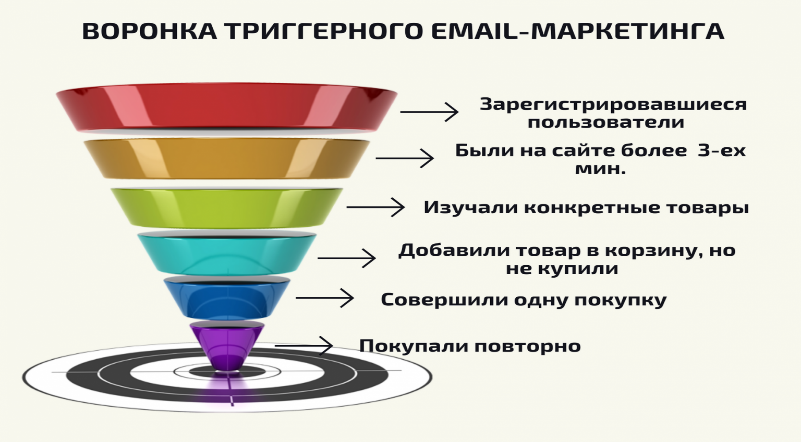 ВОРОНКА ТРИГГЕРНОГО EMAIL-МАРКЕТИНГА
Зарегистрировавшиеся
пользователи
Были на сайте более 3-ех
мин.
Изучали конкретные товары
Добавили товар в корзину, но
не купили
Совершили одну покупку
Покупали повторно